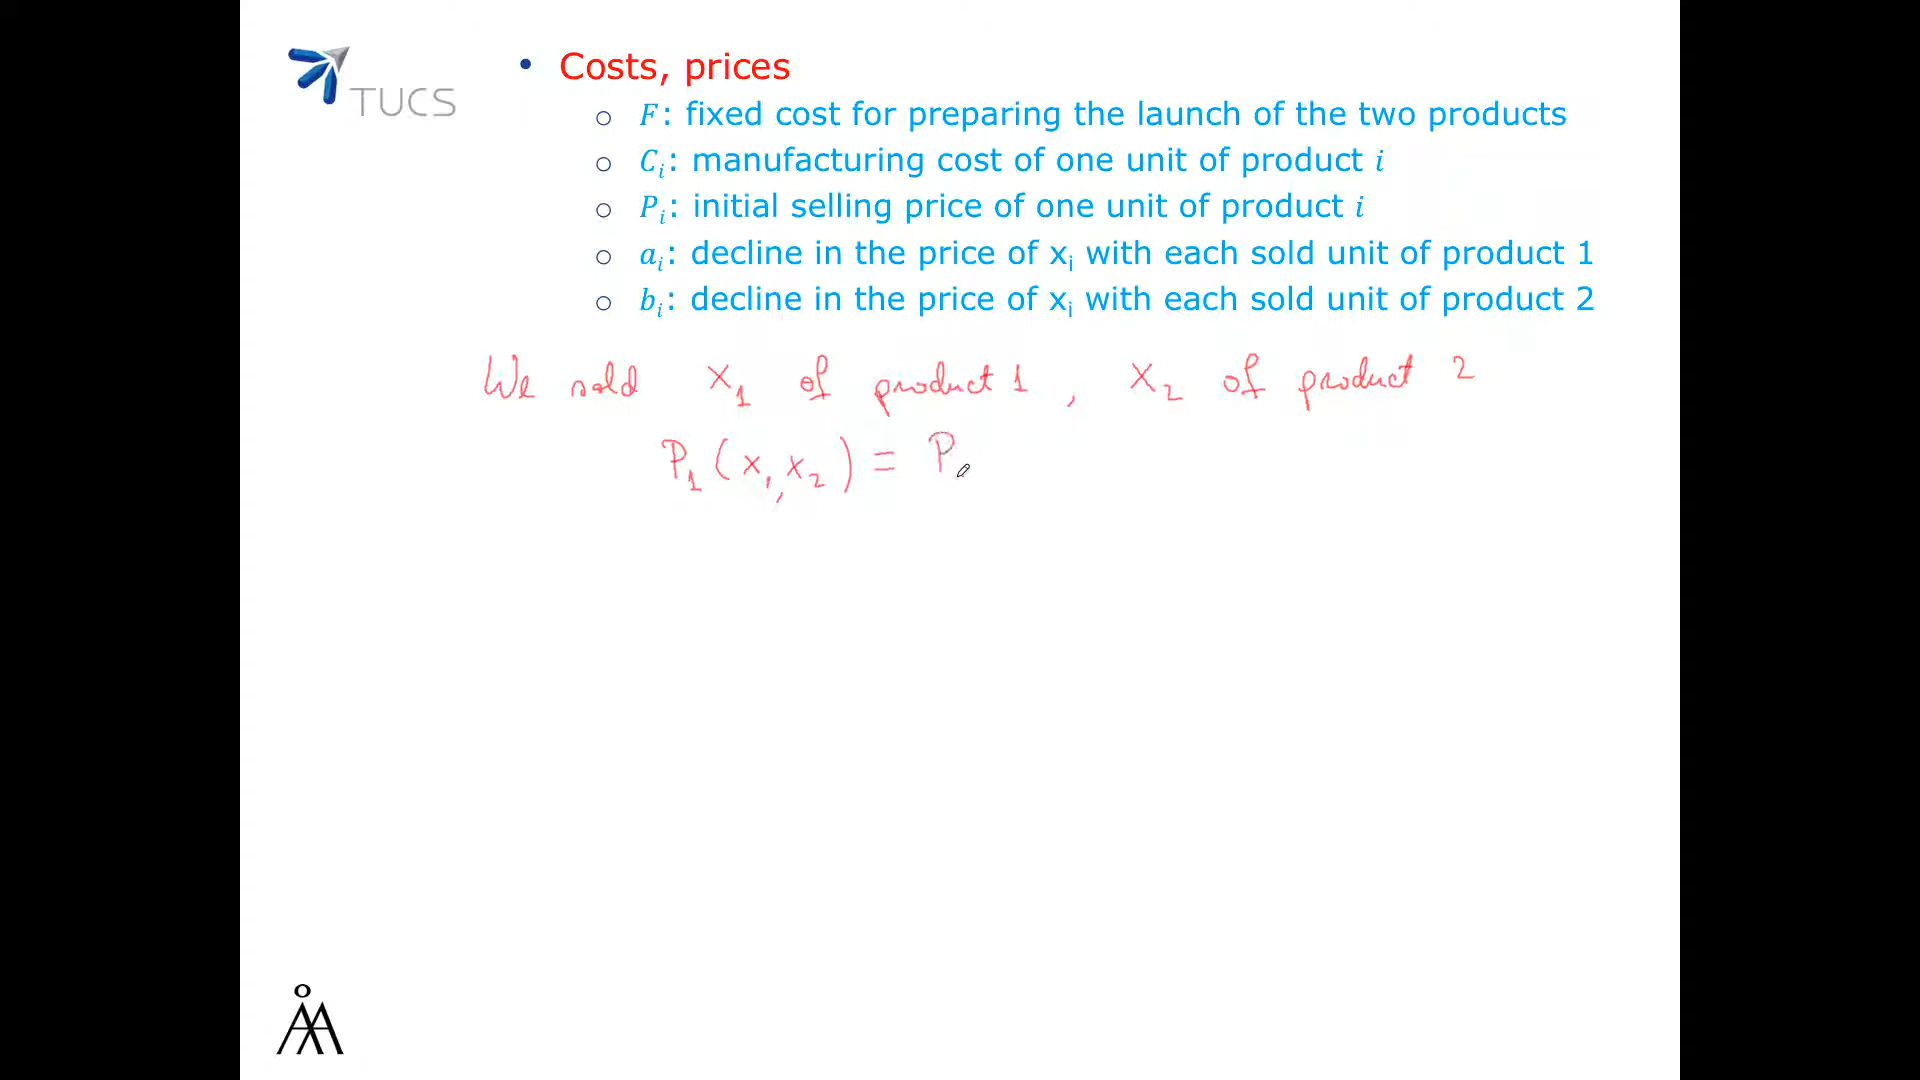 TUCS
• Costs, prices
○ F: fixed cost for preparing the launch of the two products
○ Cᵢ: manufacturing cost of one unit of product i
○ Pᵢ: initial selling price of one unit of product i
○ aᵢ: decline in the price of xᵢ with each sold unit of product 1
○ bᵢ: decline in the price of xᵢ with each sold unit of product 2
We sold x₁ of product 1, x₂ of product 2
P₁(x₁, x₂) = P